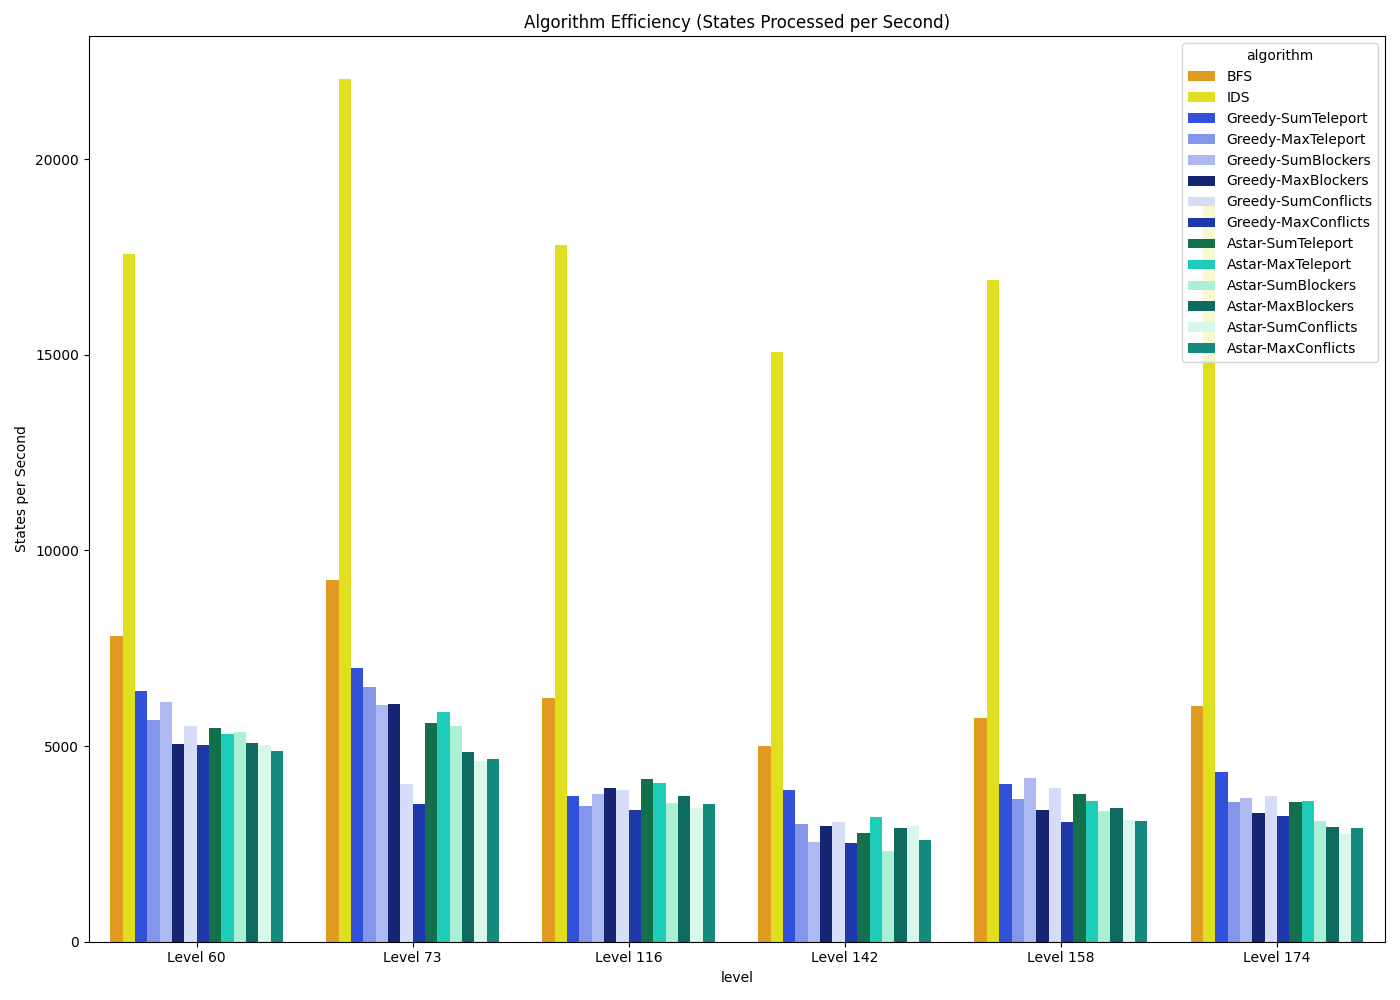 Algorithm Efficiency (States Processed per Second)
algorithm
BFS
IDS
Greedy-SumTeleport
Greedy-MaxTeleport
Greedy-SumBlockers
Greedy-MaxBlockers
Greedy-SumConflicts
Greedy-MaxConflicts
Astar-SumTeleport
Astar-MaxTeleport
Astar-SumBlockers
Astar-MaxBlockers
Astar-SumConflicts
Astar-MaxConflicts
States per Second
20000
15000
10000
5000
0
Level 60 Level 73 Level 116 Level 142 Level 158 Level 174
level